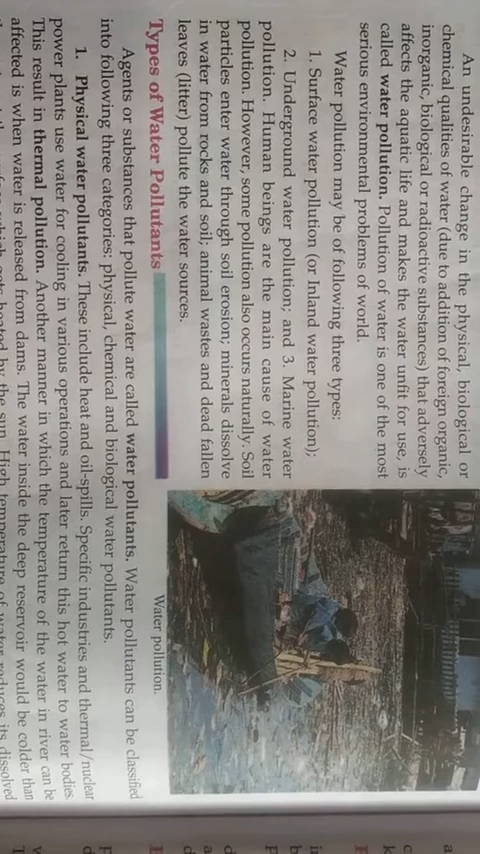 An undesirable change in the physical, biological or
chemical qualities of water (due to addition of foreign organic,
inorganic, biological or radioactive substances) that adversely
affects the aquatic life and makes the water unfit for use, is
called water pollution. Pollution of water is one of the most
serious environmental problems of world.
Water pollution may be of following three types:
1. Surface water pollution (or Inland water pollution);
2. Underground water pollution; and 3. Marine water
pollution. Human beings are the main cause of water
pollution. However, some pollution also occurs naturally. Soil
particles enter water through soil erosion; minerals dissolve
in water from rocks and soil; animal wastes and dead fallen
leaves (litter) pollute the water sources.
Water pollution.
Types of Water Pollutants
Agents or substances that pollute water are called water pollutants. Water pollutants can be classified
into following three categories: physical, chemical and biological water pollutants.
1. Physical water pollutants. These include heat and oil-spills. Specific industries and thermal/nuclear
power plants use water for cooling in various operations and later return this hot water to water bodies.
This result in thermal pollution. Another manner in which the temperature of the water in river can be
affected is when water is released from dams. The water inside the deep reservoir would be colder than
heated by the sun. High temperature of water reduces its dissolved